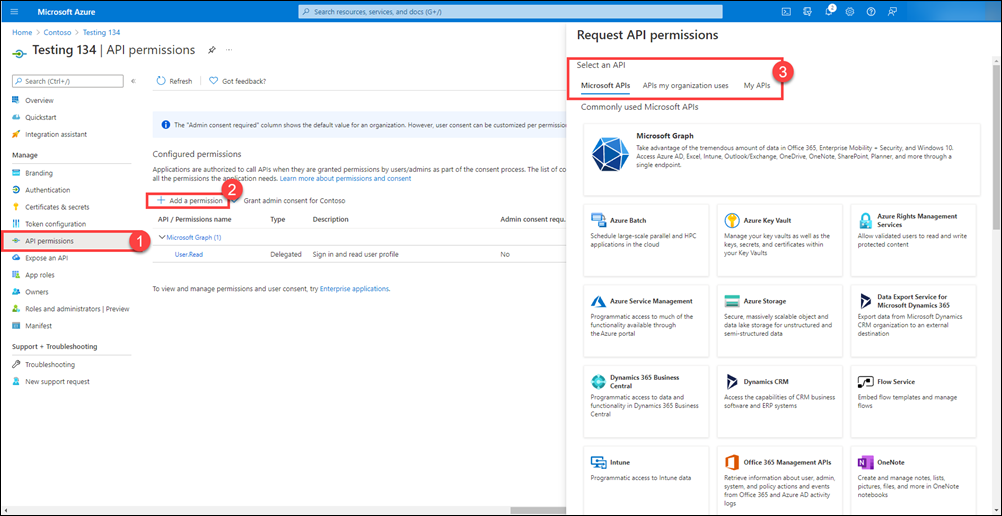 Microsoft Azure
Search resources, services, and docs (G+/)
2
Home > Contoso > Testing 134
Testing 134 | API permissions
Search (Ctrl+/)
Overview
Quickstart
Integration assistant
Manage
Branding
Authentication
Certificates & secrets
Token configuration
API permissions
1
Expose an API
App roles
Owners
Roles and administrators | Preview
Manifest
Support + Troubleshooting
Troubleshooting
New support request
Refresh
Got feedback?
The "Admin consent required" column shows the default value for an organization. However, user consent can be customized per permission
Configured permissions
Applications are authorized to call APIs when they are granted permissions by users/admins as part of the consent process. The list of co
all the permissions the application needs. Learn more about permissions and consent
2
Add a permission
Grant admin consent for Contoso
API / Permissions name Type Description Admin consent requ...
Microsoft Graph (1)
User.Read Delegated Sign in and read user profile No
To view and manage permissions and user consent, try Enterprise applications.
Request API permissions
Select an API
3
Microsoft APIs APIs my organization uses My APIs
Commonly used Microsoft APIs
Microsoft Graph
Take advantage of the tremendous amount of data in Office 365, Enterprise Mobility + Security, and Windows 10.
Access Azure AD, Excel, Intune, Outlook/Exchange, OneDrive, OneNote, SharePoint, Planner, and more through a
single endpoint.
Azure Batch
Schedule large-scale parallel and HPC
applications in the cloud
Azure Key Vault
Manage your key vaults as well as the
keys, secrets, and certificates within
your Key Vaults
Azure Rights Management
Services
Allow validated users to read and write
protected content
Azure Service Management
Programmatic access to much of the
functionality available through
the Azure portal
Azure Storage
Secure, massively scalable object and
data lake storage for unstructured and
semi-structured data
Data Export Service for
Microsoft Dynamics 365
Export data from Microsoft Dynamics
CRM organization to an external
destination
Dynamics 365 Business
Central
Programmatic access to data and
functionality in Dynamics 365 Business
Central
Dynamics CRM
Access the capabilities of CRM business
software and ERP systems
Flow Service
Embed flow templates and manage
flows
Intune
Programmatic access to Intune data
Office 365 Management APIs
Retrieve information about user, admin,
system, and policy actions and events
from Office 365 and Azure AD activity
logs
OneNote
Create and manage notes, lists,
pictures, files, and more in OneNote
notebooks